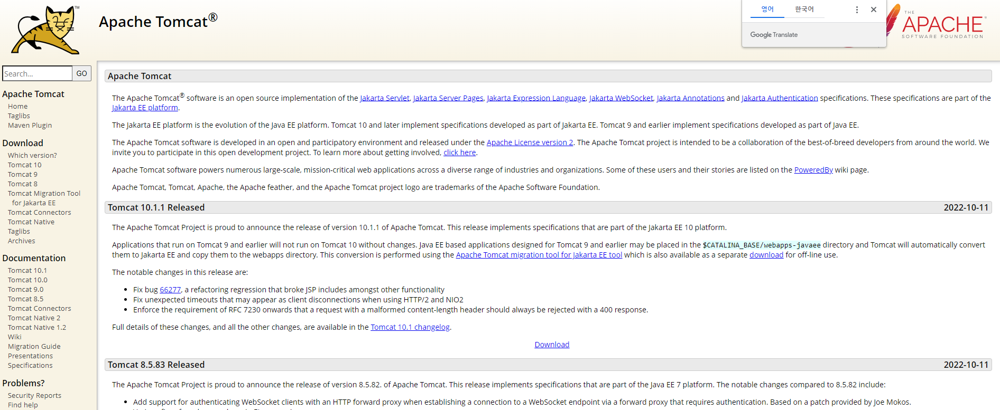 TM
Apache Tomcat®
영어 한국어
Google Translate
THE
APACHE®
SOFTWARE FOUNDATION
Search... GO
Apache Tomcat
Home
Taglibs
Maven Plugin
Download
Which version?
Tomcat 10
Tomcat 9
Tomcat 8
Tomcat Migration Tool
for Jakarta EE
Tomcat Connectors
Tomcat Native
Taglibs
Archives
Documentation
Tomcat 10.1
Tomcat 10.0
Tomcat 9.0
Tomcat 8.5
Tomcat Connectors
Tomcat Native 2
Tomcat Native 1.2
Wiki
Migration Guide
Presentations
Specifications
Problems?
Security Reports
Find help
Apache Tomcat
The Apache Tomcat® software is an open source implementation of the Jakarta Servlet, Jakarta Server Pages, Jakarta Expression Language, Jakarta WebSocket, Jakarta Annotations and Jakarta Authentication specifications. These specifications are part of the
Jakarta EE platform.
The Jakarta EE platform is the evolution of the Java EE platform. Tomcat 10 and later implement specifications developed as part of Jakarta EE. Tomcat 9 and earlier implement specifications developed as part of Java EE.
The Apache Tomcat software is developed in an open and participatory environment and released under the Apache License version 2. The Apache Tomcat project is intended to be a collaboration of the best-of-breed developers from around the world. We
invite you to participate in this open development project. To learn more about getting involved, click here.
Apache Tomcat software powers numerous large-scale, mission-critical web applications across a diverse range of industries and organizations. Some of these users and their stories are listed on the PoweredBy wiki page.
Apache Tomcat, Tomcat, Apache, the Apache feather, and the Apache Tomcat project logo are trademarks of the Apache Software Foundation.
Tomcat 10.1.1 Released 2022-10-11
The Apache Tomcat Project is proud to announce the release of version 10.1.1 of Apache Tomcat. This release implements specifications that are part of the Jakarta EE 10 platform.
Applications that run on Tomcat 9 and earlier will not run on Tomcat 10 without changes. Java EE based applications designed for Tomcat 9 and earlier may be placed in the $CATALINA_BASE/webapps-javaee directory and Tomcat will automatically convert
them to Jakarta EE and copy them to the webapps directory. This conversion is performed using the Apache Tomcat migration tool for Jakarta EE tool which is also available as a separate download for off-line use.
The notable changes in this release are:
• Fix bug 66277, a refactoring regression that broke JSP includes amongst other functionality
• Fix unexpected timeouts that may appear as client disconnections when using HTTP/2 and NIO2
• Enforce the requirement of RFC 7230 onwards that a request with a malformed content-length header should always be rejected with a 400 response.
Full details of these changes, and all the other changes, are available in the Tomcat 10.1 changelog.
Download
Tomcat 8.5.83 Released 2022-10-11
The Apache Tomcat Project is proud to announce the release of version 8.5.82. of Apache Tomcat. This release implements specifications that are part of the Java EE 7 platform. The notable changes compared to 8.5.82 include:
• Add support for authenticating WebSocket clients with an HTTP forward proxy when establishing a connection to a WebSocket endpoint via a forward proxy that requires authentication. Based on a patch provided by Joe Mokos.